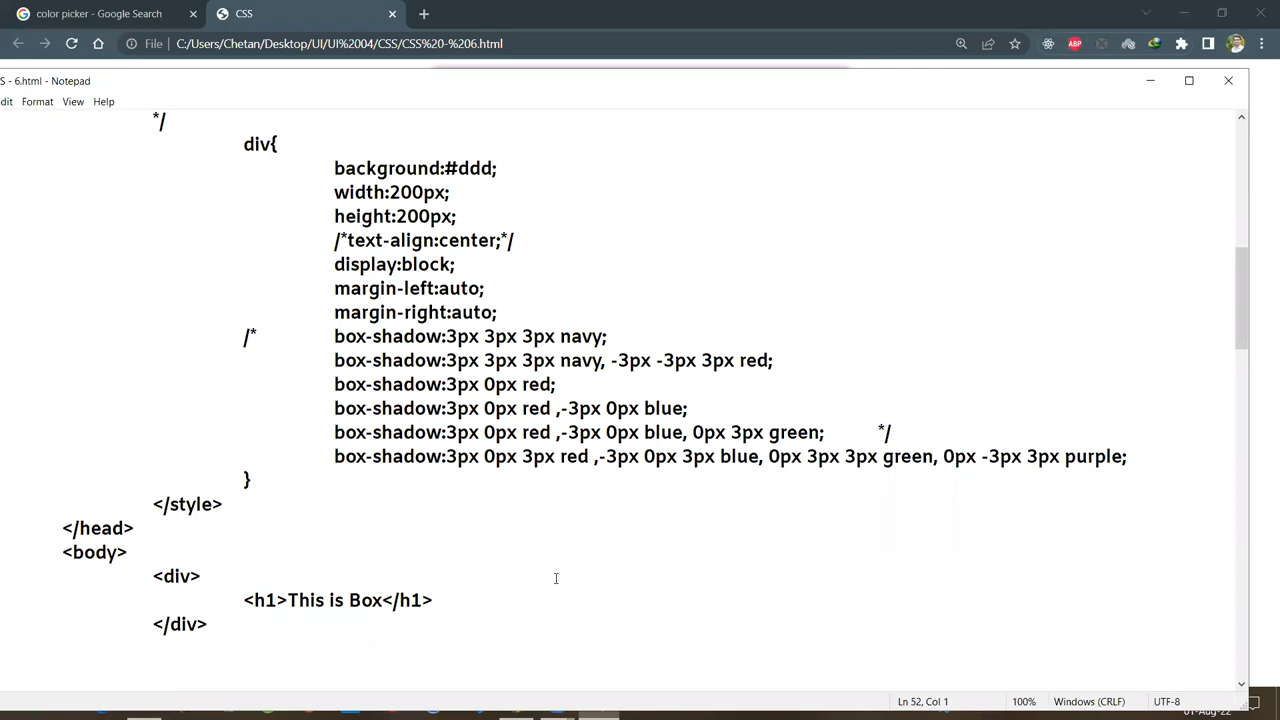 color picker - Google Search
CSS
File
C:/Users/Chetan/Desktop/UI/UI%2004/CSS/CSS%20-%206.html
ABP
S - 6.html - Notepad
dit Format View Help
*/
div{
background:#ddd;
width:200px;
height:200px;
/*text-align:center;*/
display:block;
margin-left:auto;
margin-right:auto;
/* box-shadow:3px 3px 3px navy;
box-shadow:3px 3px 3px navy, -3px -3px 3px red;
box-shadow:3px 0px red;
box-shadow:3px 0px red ,-3px 0px blue;
box-shadow:3px 0px red ,-3px 0px blue, 0px 3px green; */
box-shadow:3px 0px 3px red ,-3px 0px 3px blue, 0px 3px 3px green, 0px -3px 3px purple;
}
</style>
</head>
<body>
<div>
<h1>This is Box</h1>
</div>
Ln 52, Col 1 100% Windows (CRLF) UTF-8
01-Aug-22